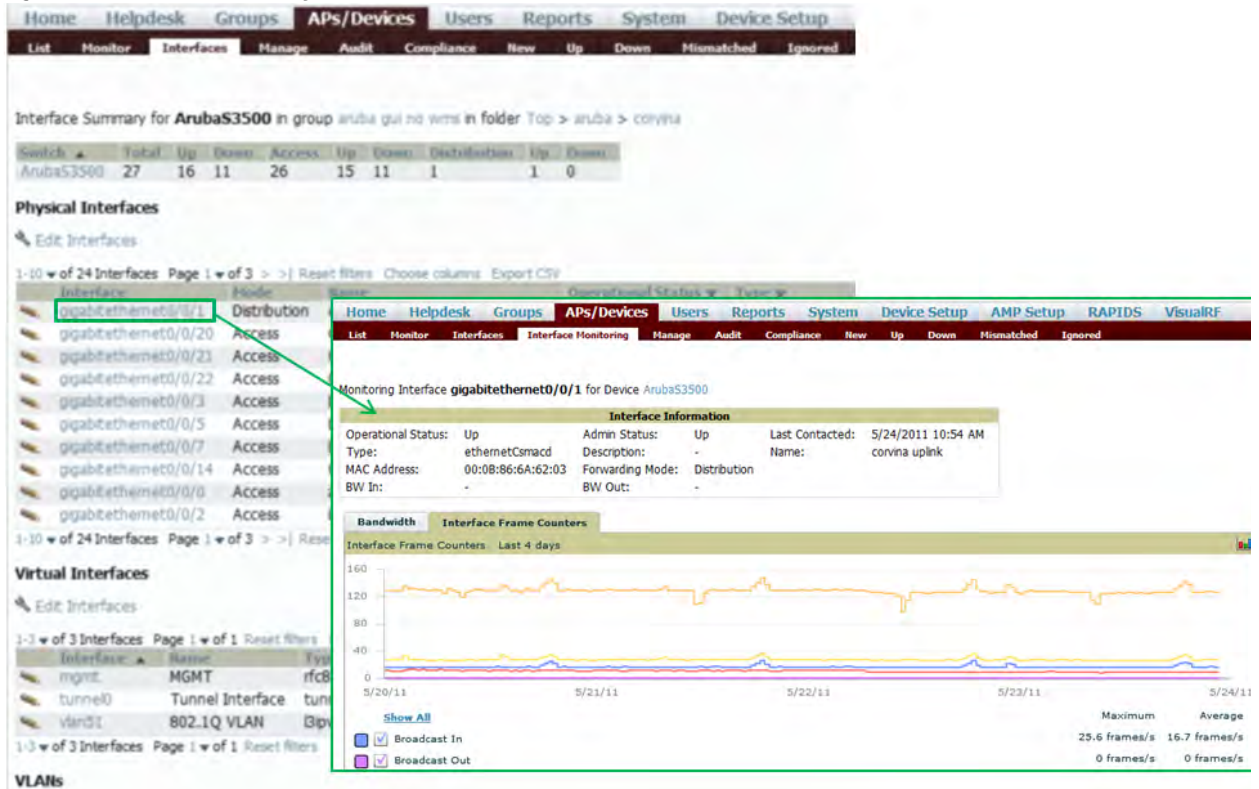 Home Helpdesk Groups APs/Devices Users Reports System Device Setup
List Monitor Interfaces Manage Audit Compliance New Up Down Mismatched Ignored
Interface Summary for ArubaS3500 in group aruba gui no wms in folder Top > aruba > corvina
Switch Total Up Down Access Up Down Distribution Up Down
ArubaS3500 27 16 11 26 15 11 1 1 0
Physical Interfaces
Edit Interfaces
1-10 of 24 Interfaces Page 1 of 3 > >| Reset filters Choose columns Export CSV
Interface Mode Name Operational Status Type
gigabitethernet0/0/1 Distribution
gigabitethernet0/0/20 Access
gigabitethernet0/0/21 Access
gigabitethernet0/0/22 Access
gigabitethernet0/0/3 Access
gigabitethernet0/0/5 Access
gigabitethernet0/0/7 Access
gigabitethernet0/0/14 Access
gigabitethernet0/0/0 Access
gigabitethernet0/0/2 Access
1-10 of 24 Interfaces Page 1 of 3 > >|
Virtual Interfaces
Edit Interfaces
1-3 of 3 Interfaces Page 1 of 1 Reset filters
Interface Name
mgmt MGMT
tunnel0 Tunnel Interface
vlan51 802.1Q VLAN
1-3 of 3 Interfaces Page 1 of 1 Reset filters
VLANs
Home Helpdesk Groups APs/Devices Users Reports System Device Setup AMP Setup RAPIDS VisualRF
List Monitor Interfaces Interface Monitoring Manage Audit Compliance New Up Down Mismatched Ignored
Monitoring Interface gigabitethernet0/0/1 for Device ArubaS3500
Interface Information
Operational Status: Up Admin Status: Up Last Contacted: 5/24/2011 10:54 AM
Type: ethernetCsmacd Description: - Name: corvina uplink
MAC Address: 00:0B:86:6A:62:03 Forwarding Mode: Distribution
BW In: - BW Out: -
Bandwidth Interface Frame Counters
Interface Frame Counters Last 4 days
160
120
80
40
0
5/20/11 5/21/11 5/22/11 5/23/11 5/24/11
Show All Maximum Average
Broadcast In 25.6 frames/s 16.7 frames/s
Broadcast Out 0 frames/s 0 frames/s